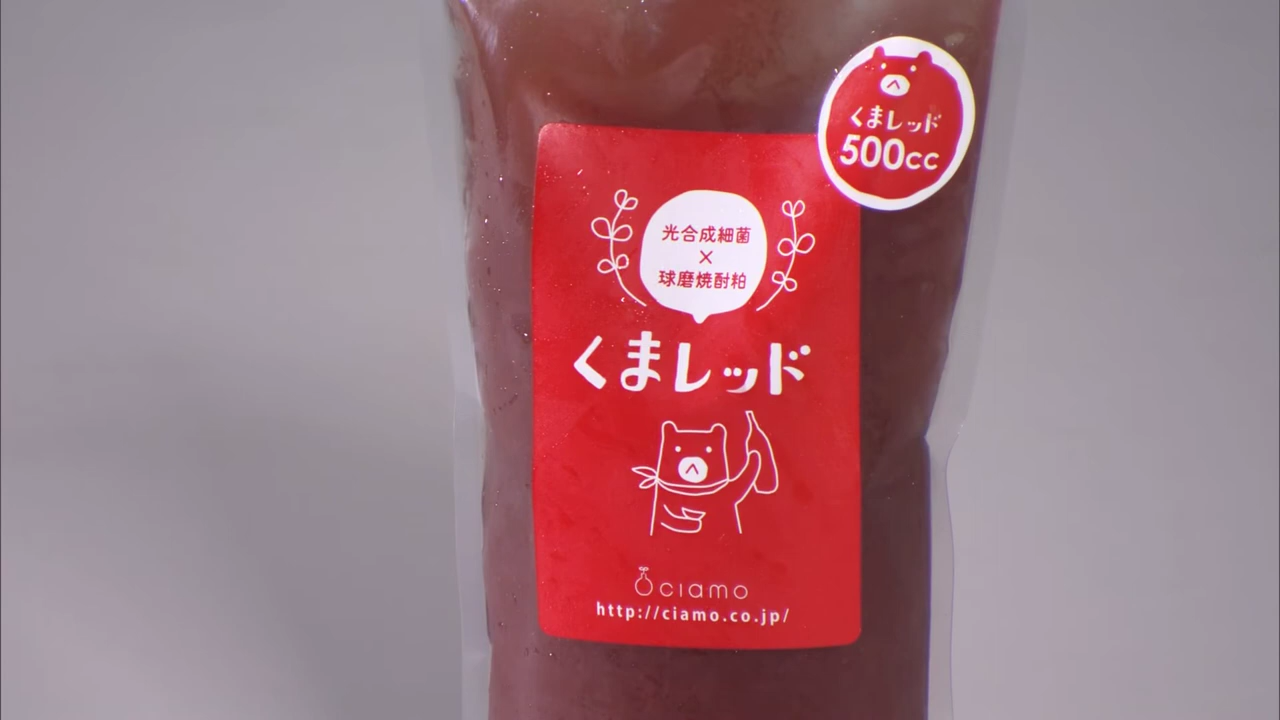 くまレッド
500cc
光合成細菌
×
球磨焼酎粕
くまレッド
ciamo
http://ciamo.co.jp/